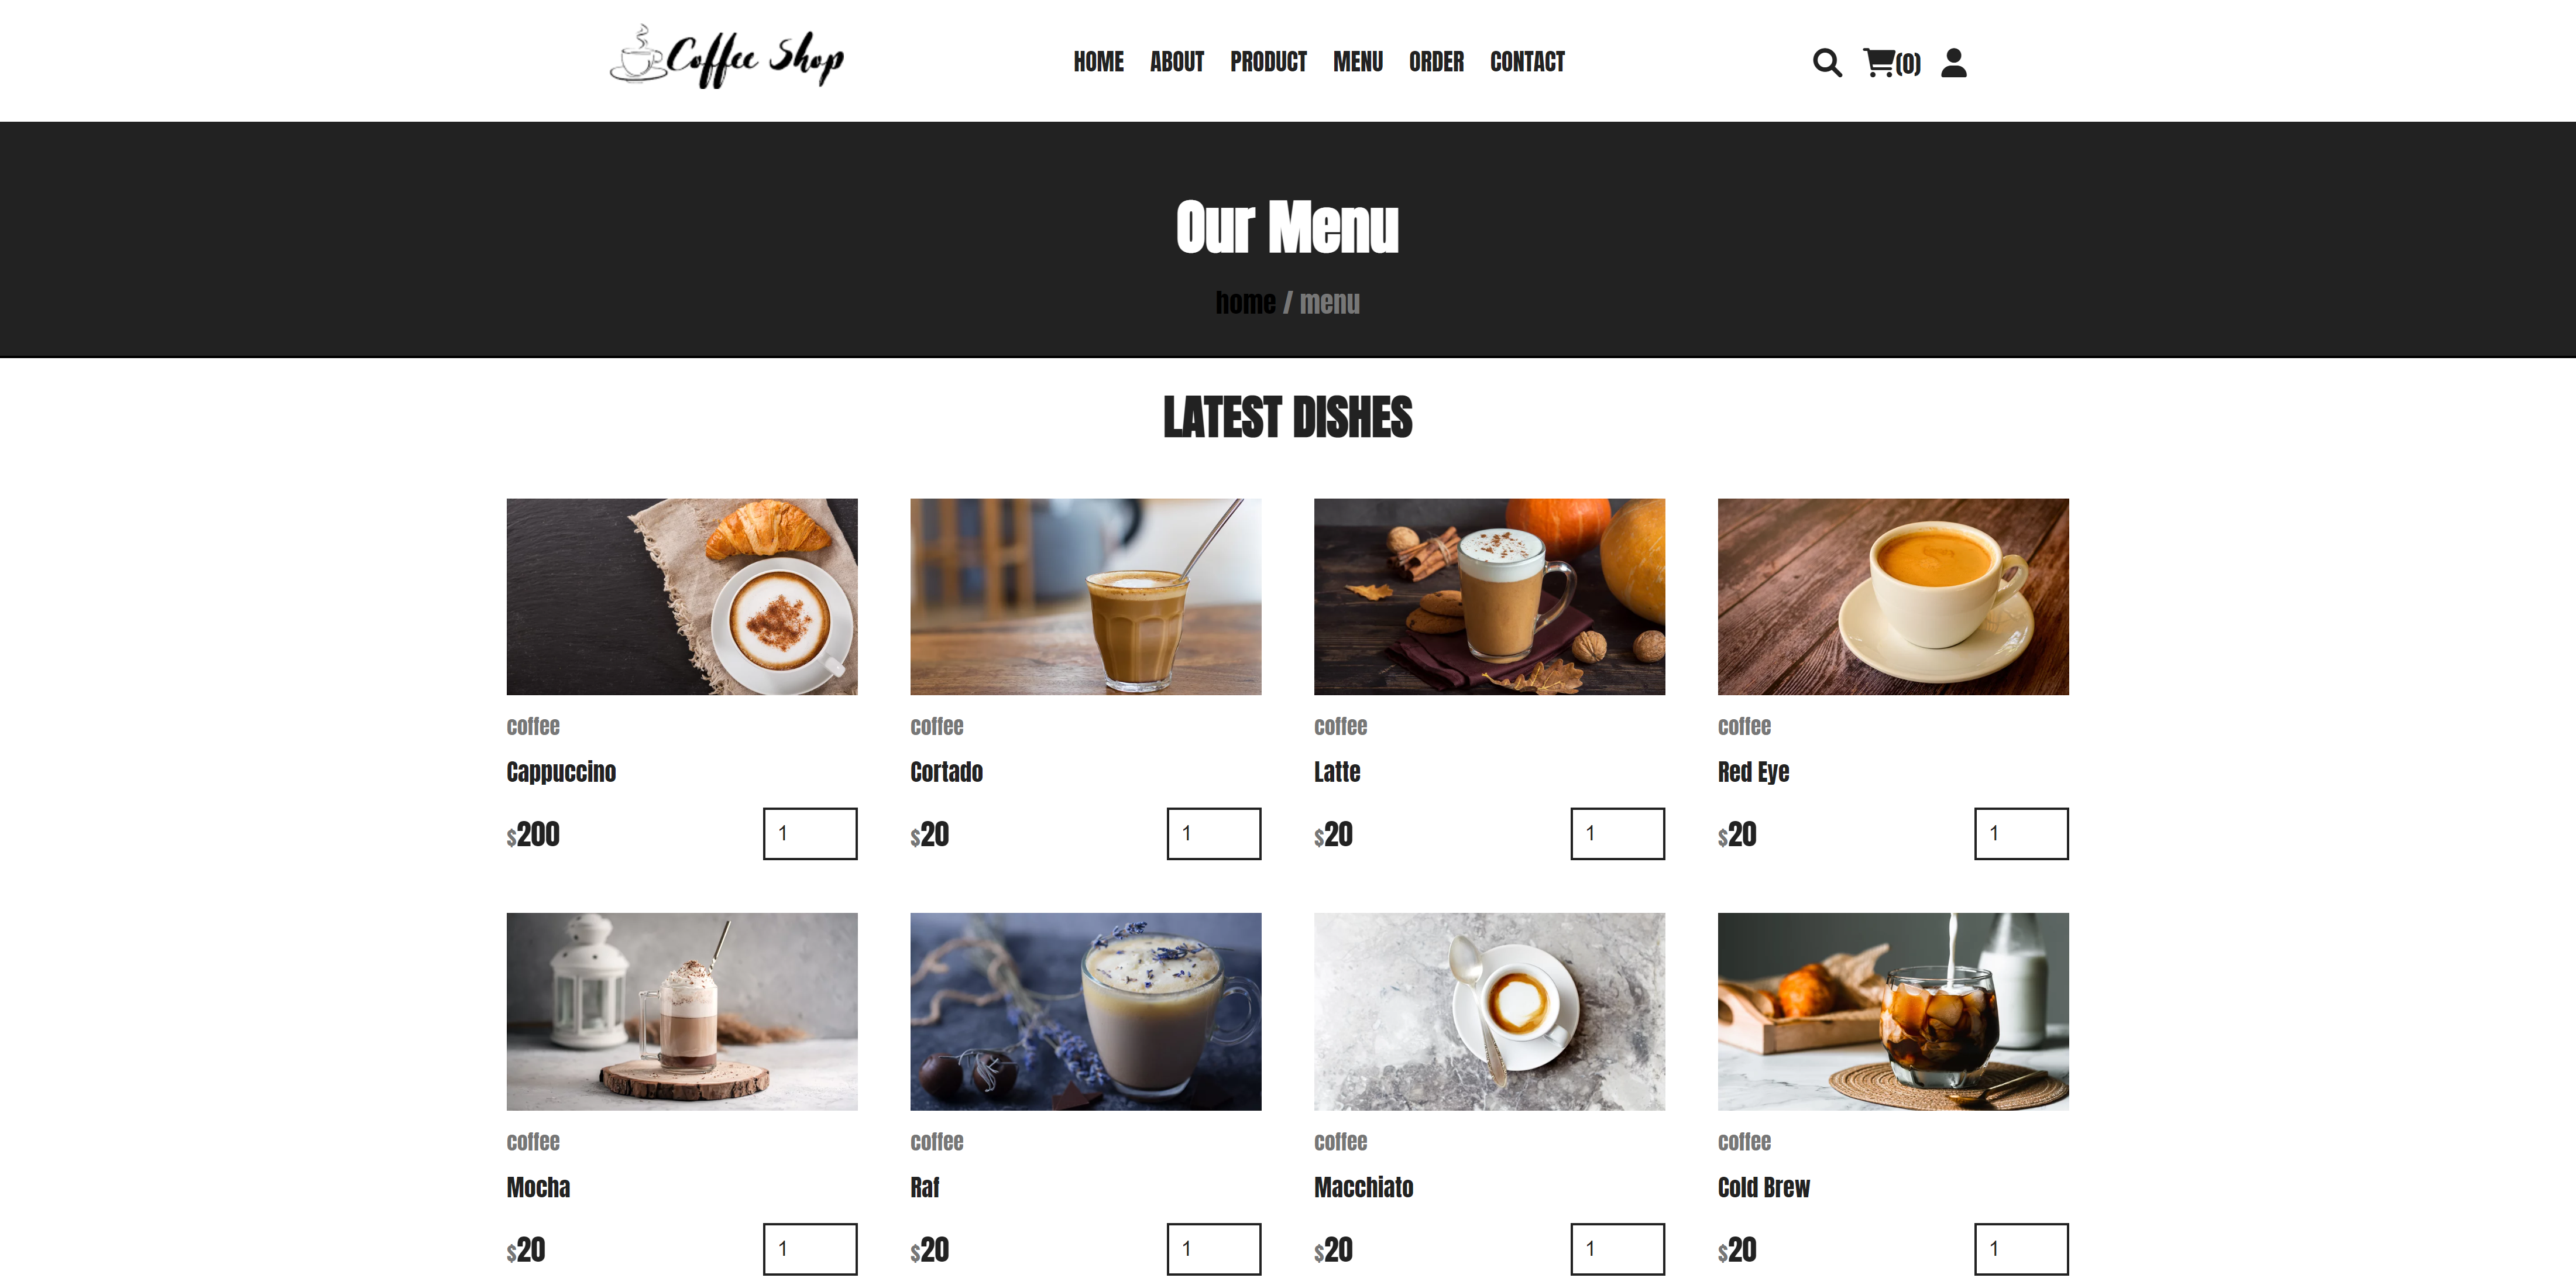 Coffee Shop
HOME ABOUT PRODUCT MENU ORDER CONTACT
(0)
Our Menu
home / menu
LATEST DISHES
coffee
Cappuccino
$200 1
coffee
Cortado
$20 1
coffee
Latte
$20 1
coffee
Red Eye
$20 1
coffee
Mocha
$20 1
coffee
Raf
$20 1
coffee
Macchiato
$20 1
coffee
Cold Brew
$20 1